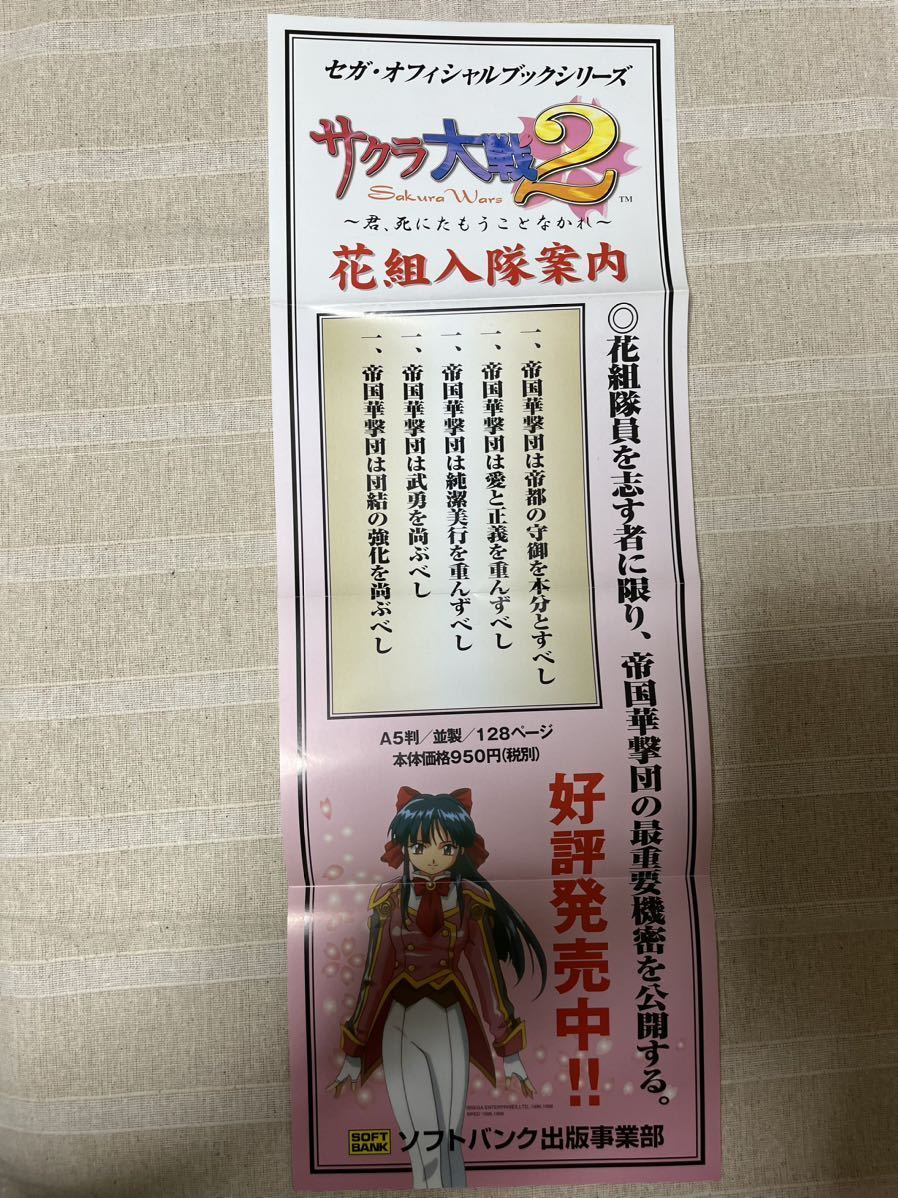 セガ・オフィシャルブックシリーズ
サクラ大戦2
Sakura Wars
TM
～君、死にたもうことなかれ～
花組入隊案内
◎花組隊員を志す者に限り、帝国華撃団の最重要機密を公開する。
一、帝国華撃団は帝都の守御を本分とすべし
一、帝国華撃団は愛と正義を重んずべし
一、帝国華撃団は純潔美行を重んずべし
一、帝国華撃団は武勇を尚ぶべし
一、帝国華撃団は団結の強化を尚ぶべし
A5判／並製／128ページ
本体価格950円(税別)
好評発売中!!
©SEGA ENTERPRISES,LTD. 1996,1998
©RED 1996,1998
SOFT
BANK
ソフトバンク出版事業部